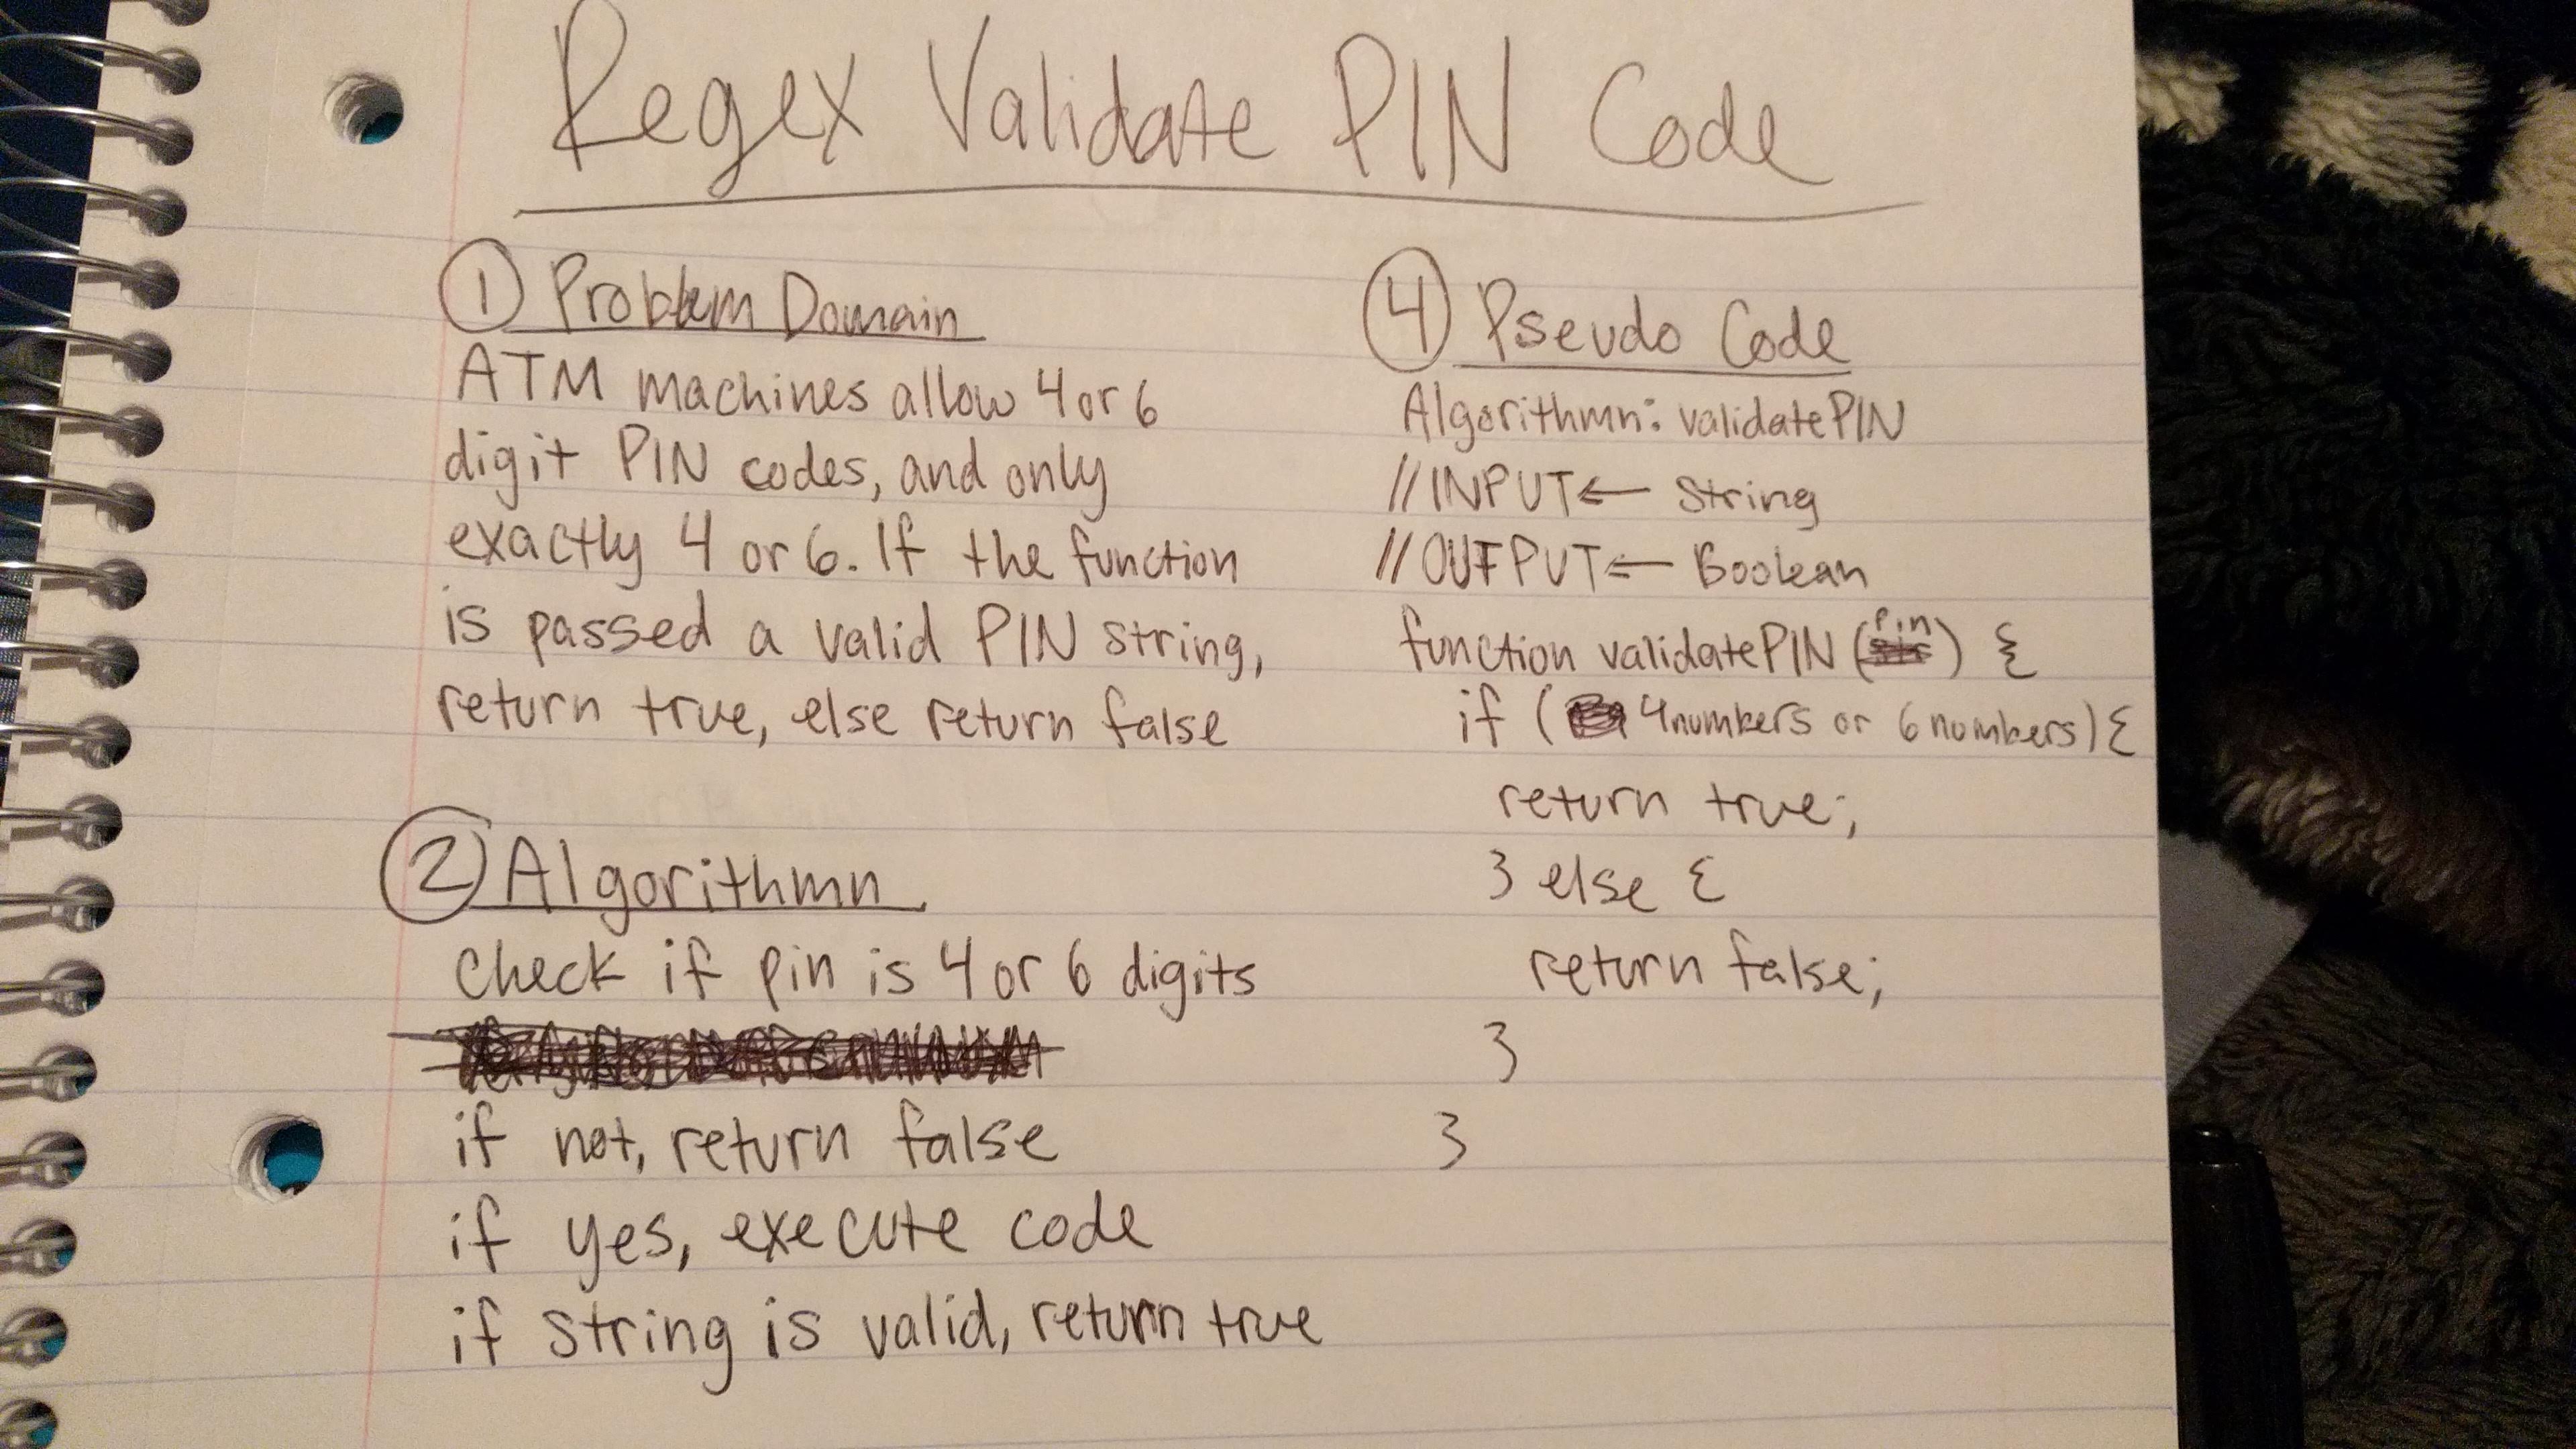 Regex Validate PIN Code
① Problem Domain
ATM machines allow 4 or 6
digit PIN codes, and only
exactly 4 or 6. If the function
is passed a valid PIN string,
return true, else return false
② Algorithmn
Check if pin is 4 or 6 digits
if not, return false
if yes, execute code
if string is valid, return true
④ Pseudo Code
Algorithmn: validatePIN
//INPUT ← String
//OUTPUT ← Boolean
function validatePIN (pin) {
if ( 4 numbers or 6 numbers) {
return true;
} else {
return false;
}
}